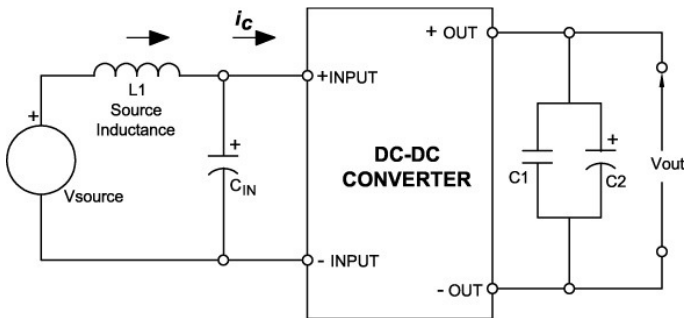 i_c
+ OUT
+INPUT
L1
Source
Inductance
+
+
+
DC-DC
CONVERTER
C1
C2
Vout
C_IN
Vsource
- INPUT
- OUT